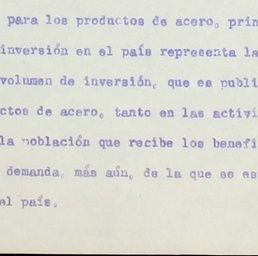 para los productos de acero, prin
inversión en el país representa la
volumen de inversión, que es publi
ctos de acero, tanto en las activi
la población que recibe los benefi
demanda, más aún, de la que se es
el país.